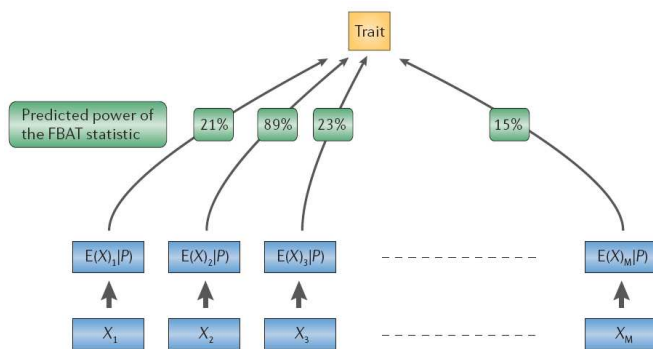 Trait
Predicted power of
the FBAT statistic
21%
89%
23%
15%
E(X)₁|P)
E(X)₂|P)
E(X)₃|P)
E(X)ₘ|P)
X₁
X₂
X₃
Xₘ